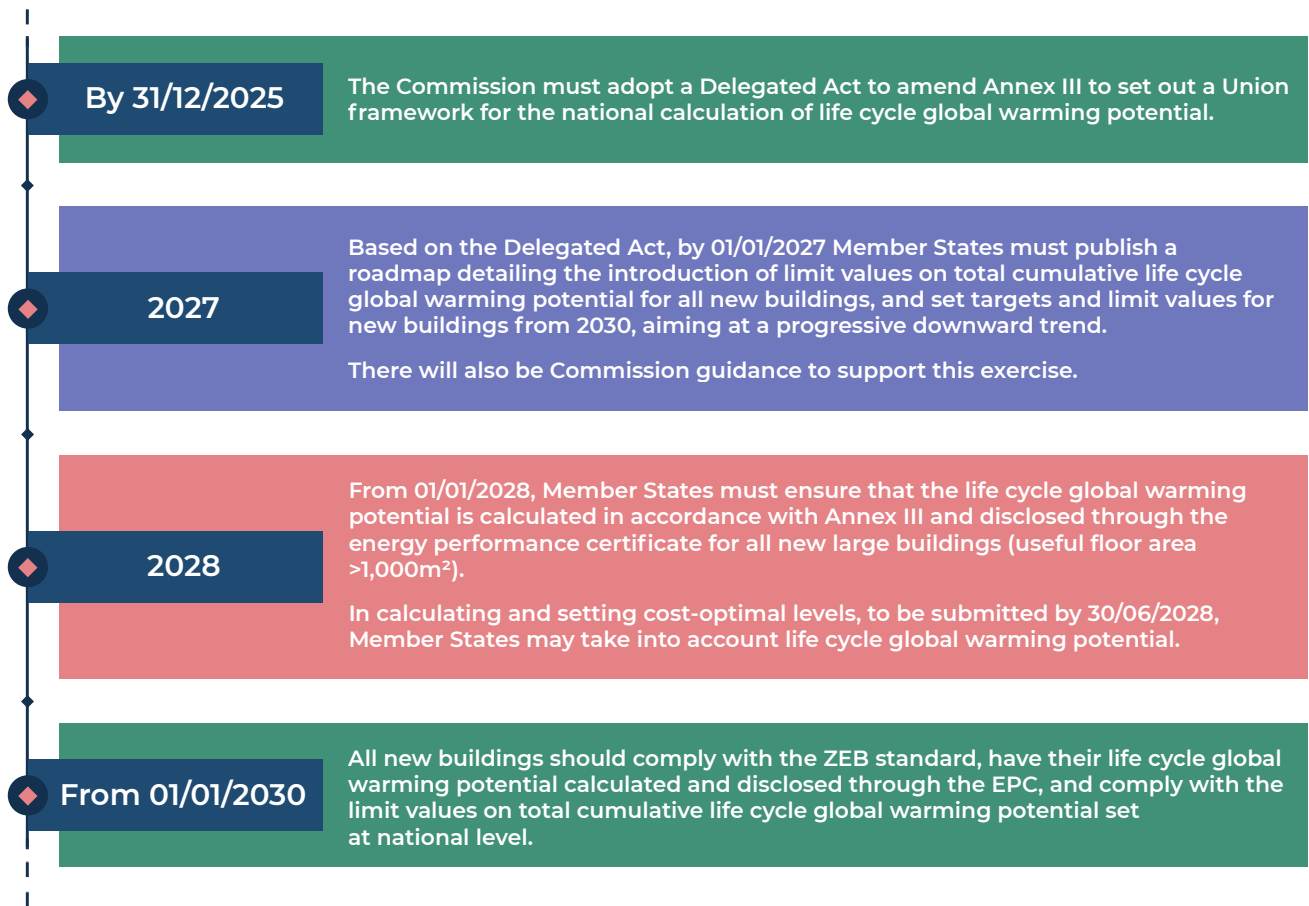 By 31/12/2025
The Commission must adopt a Delegated Act to amend Annex III to set out a Union
framework for the national calculation of life cycle global warming potential.
2027
Based on the Delegated Act, by 01/01/2027 Member States must publish a
roadmap detailing the introduction of limit values on total cumulative life cycle
global warming potential for all new buildings, and set targets and limit values for
new buildings from 2030, aiming at a progressive downward trend.
There will also be Commission guidance to support this exercise.
2028
From 01/01/2028, Member States must ensure that the life cycle global warming
potential is calculated in accordance with Annex III and disclosed through the
energy performance certificate for all new large buildings (useful floor area
>1,000m²).
In calculating and setting cost-optimal levels, to be submitted by 30/06/2028,
Member States may take into account life cycle global warming potential.
From 01/01/2030
All new buildings should comply with the ZEB standard, have their life cycle global
warming potential calculated and disclosed through the EPC, and comply with the
limit values on total cumulative life cycle global warming potential set
at national level.